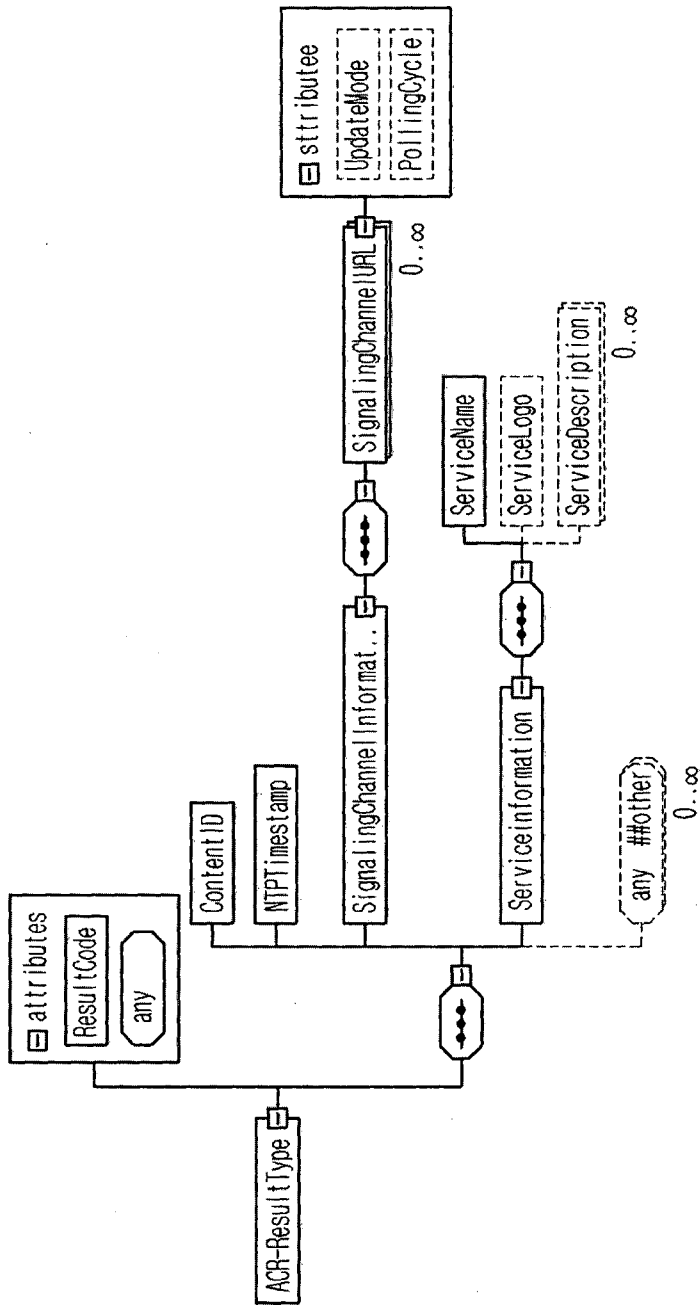 ACR-ResultType
attributes
ResultCode
any
ContentID
NTPTimestamp
SignalingChannelInformat..
SignalingChannelURL
0..∞
sttributee
UpdateMode
PollingCycle
Serviceinformation
ServiceName
ServiceLogo
ServiceDescription
0..∞
any ##other
0..∞